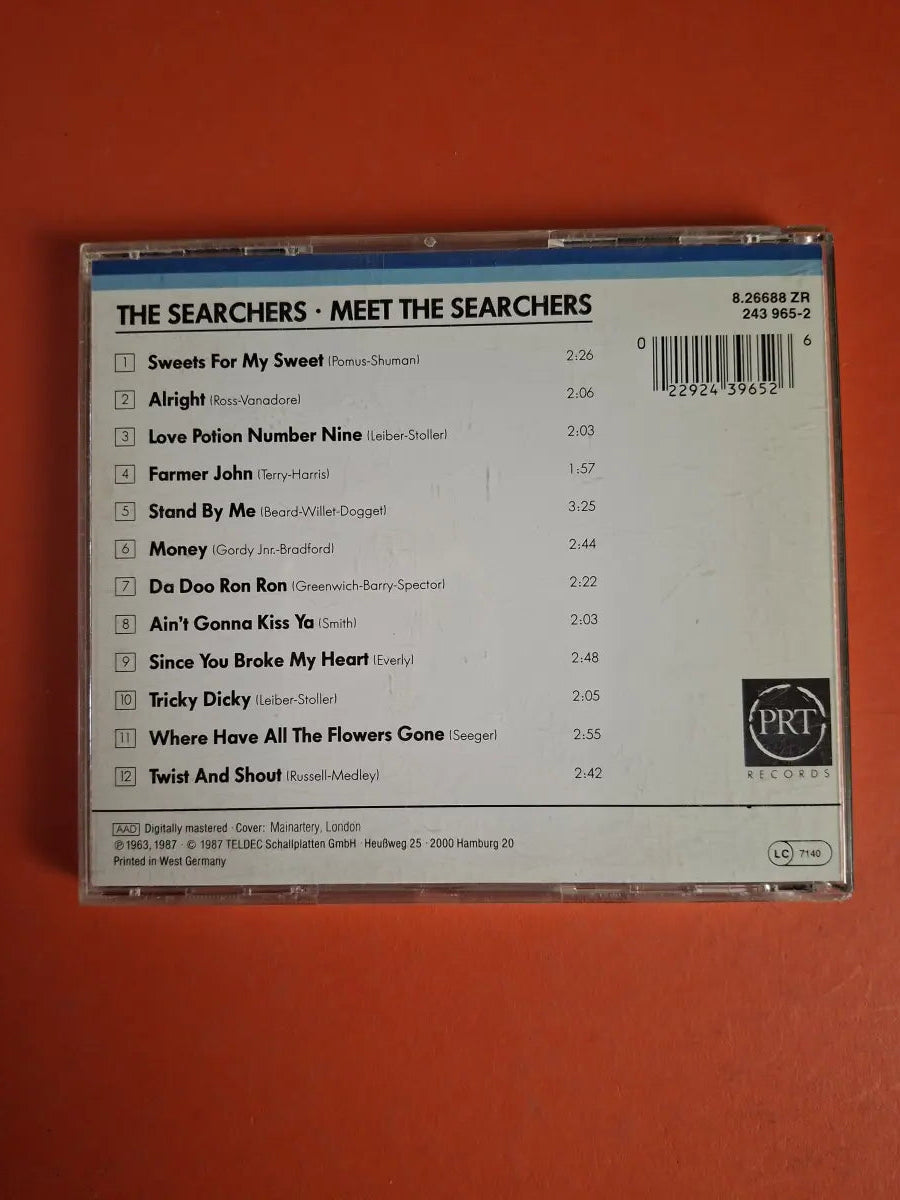 THE SEARCHERS · MEET THE SEARCHERS
8.26688 ZR
243 965-2
0 22924 39652 6
1 Sweets For My Sweet (Pomus-Shuman) 2:26
2 Alright (Ross-Vanadore) 2:06
3 Love Potion Number Nine (Leiber-Stoller) 2:03
4 Farmer John (Terry-Harris) 1:57
5 Stand By Me (Beard-Willet-Dogget) 3:25
6 Money (Gordy Jnr.-Bradford) 2:44
7 Da Doo Ron Ron (Greenwich-Barry-Spector) 2:22
8 Ain't Gonna Kiss Ya (Smith) 2:03
9 Since You Broke My Heart (Everly) 2:48
10 Tricky Dicky (Leiber-Stoller) 2:05
11 Where Have All The Flowers Gone (Seeger) 2:55
12 Twist And Shout (Russell-Medley) 2:42
PRT
RECORDS
AAD Digitally mastered · Cover: Mainartery, London
℗ 1963, 1987 · © 1987 TELDEC Schallplatten GmbH · Heußweg 25 · 2000 Hamburg 20
Printed in West Germany
LC 7140